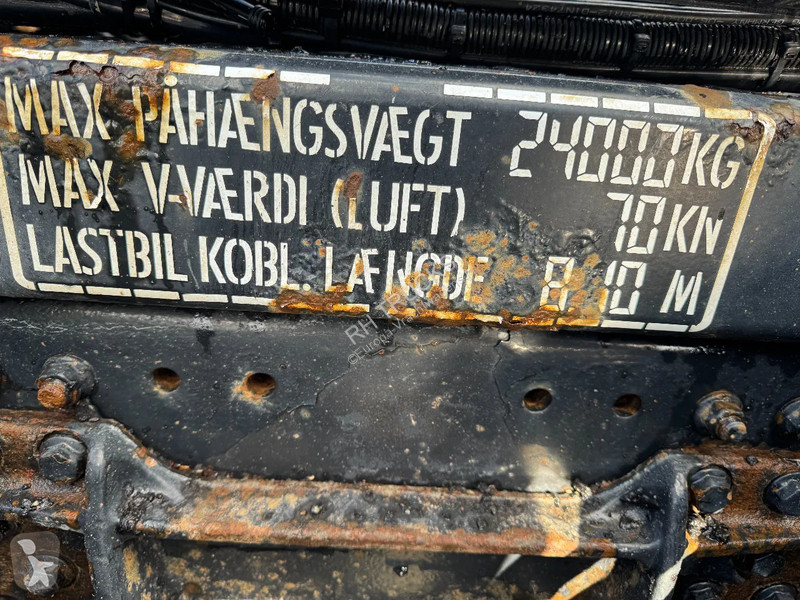 MAX PÅHÆNGSVÆGT 24000KG
MAX V-VÆRDI (LUFT) 70KN
LASTBIL KOBL. LÆNGDE 8,10 M